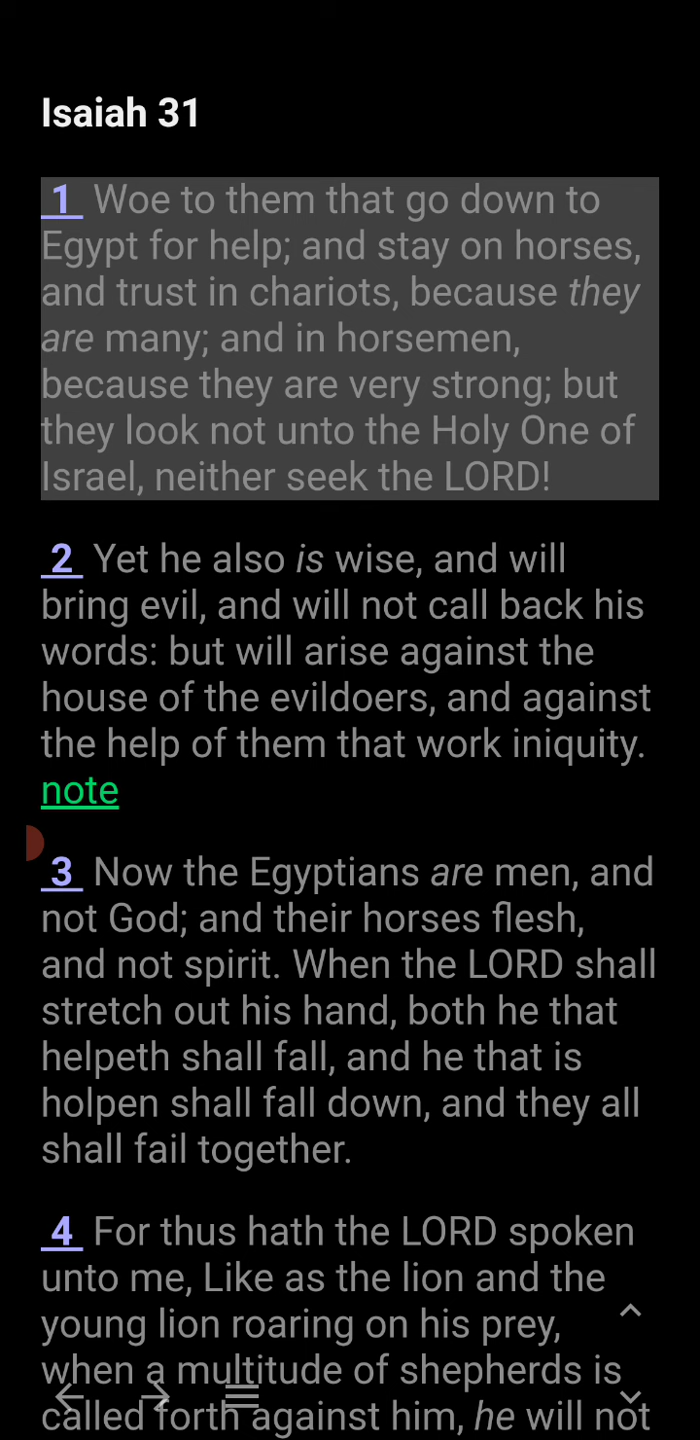 Isaiah 31
1 Woe to them that go down to
Egypt for help; and stay on horses,
and trust in chariots, because they
are many; and in horsemen,
because they are very strong; but
they look not unto the Holy One of
Israel, neither seek the LORD!
2 Yet he also is wise, and will
bring evil, and will not call back his
words: but will arise against the
house of the evildoers, and against
the help of them that work iniquity.
note
3 Now the Egyptians are men, and
not God; and their horses flesh,
and not spirit. When the LORD shall
stretch out his hand, both he that
helpeth shall fall, and he that is
holpen shall fall down, and they all
shall fail together.
4 For thus hath the LORD spoken
unto me, Like as the lion and the
young lion roaring on his prey,
when a multitude of shepherds is
called forth against him, he will not